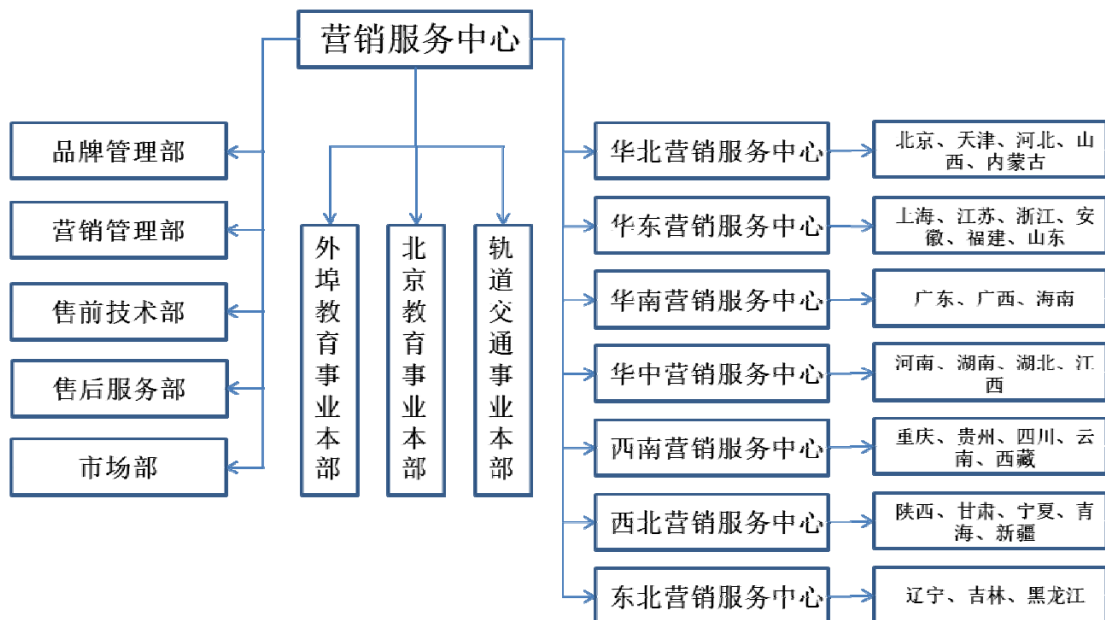 营销服务中心
品牌管理部
营销管理部
售前技术部
售后服务部
市场部
外埠教育事业本部
北京教育事业本部
轨道交通事业本部
华北营销服务中心
北京、天津、河北、山
西、内蒙古
华东营销服务中心
上海、江苏、浙江、安
徽、福建、山东
华南营销服务中心
广东、广西、海南
华中营销服务中心
河南、湖南、湖北、江
西
西南营销服务中心
重庆、贵州、四川、云
南、西藏
西北营销服务中心
陕西、甘肃、宁夏、青
海、新疆
东北营销服务中心
辽宁、吉林、黑龙江